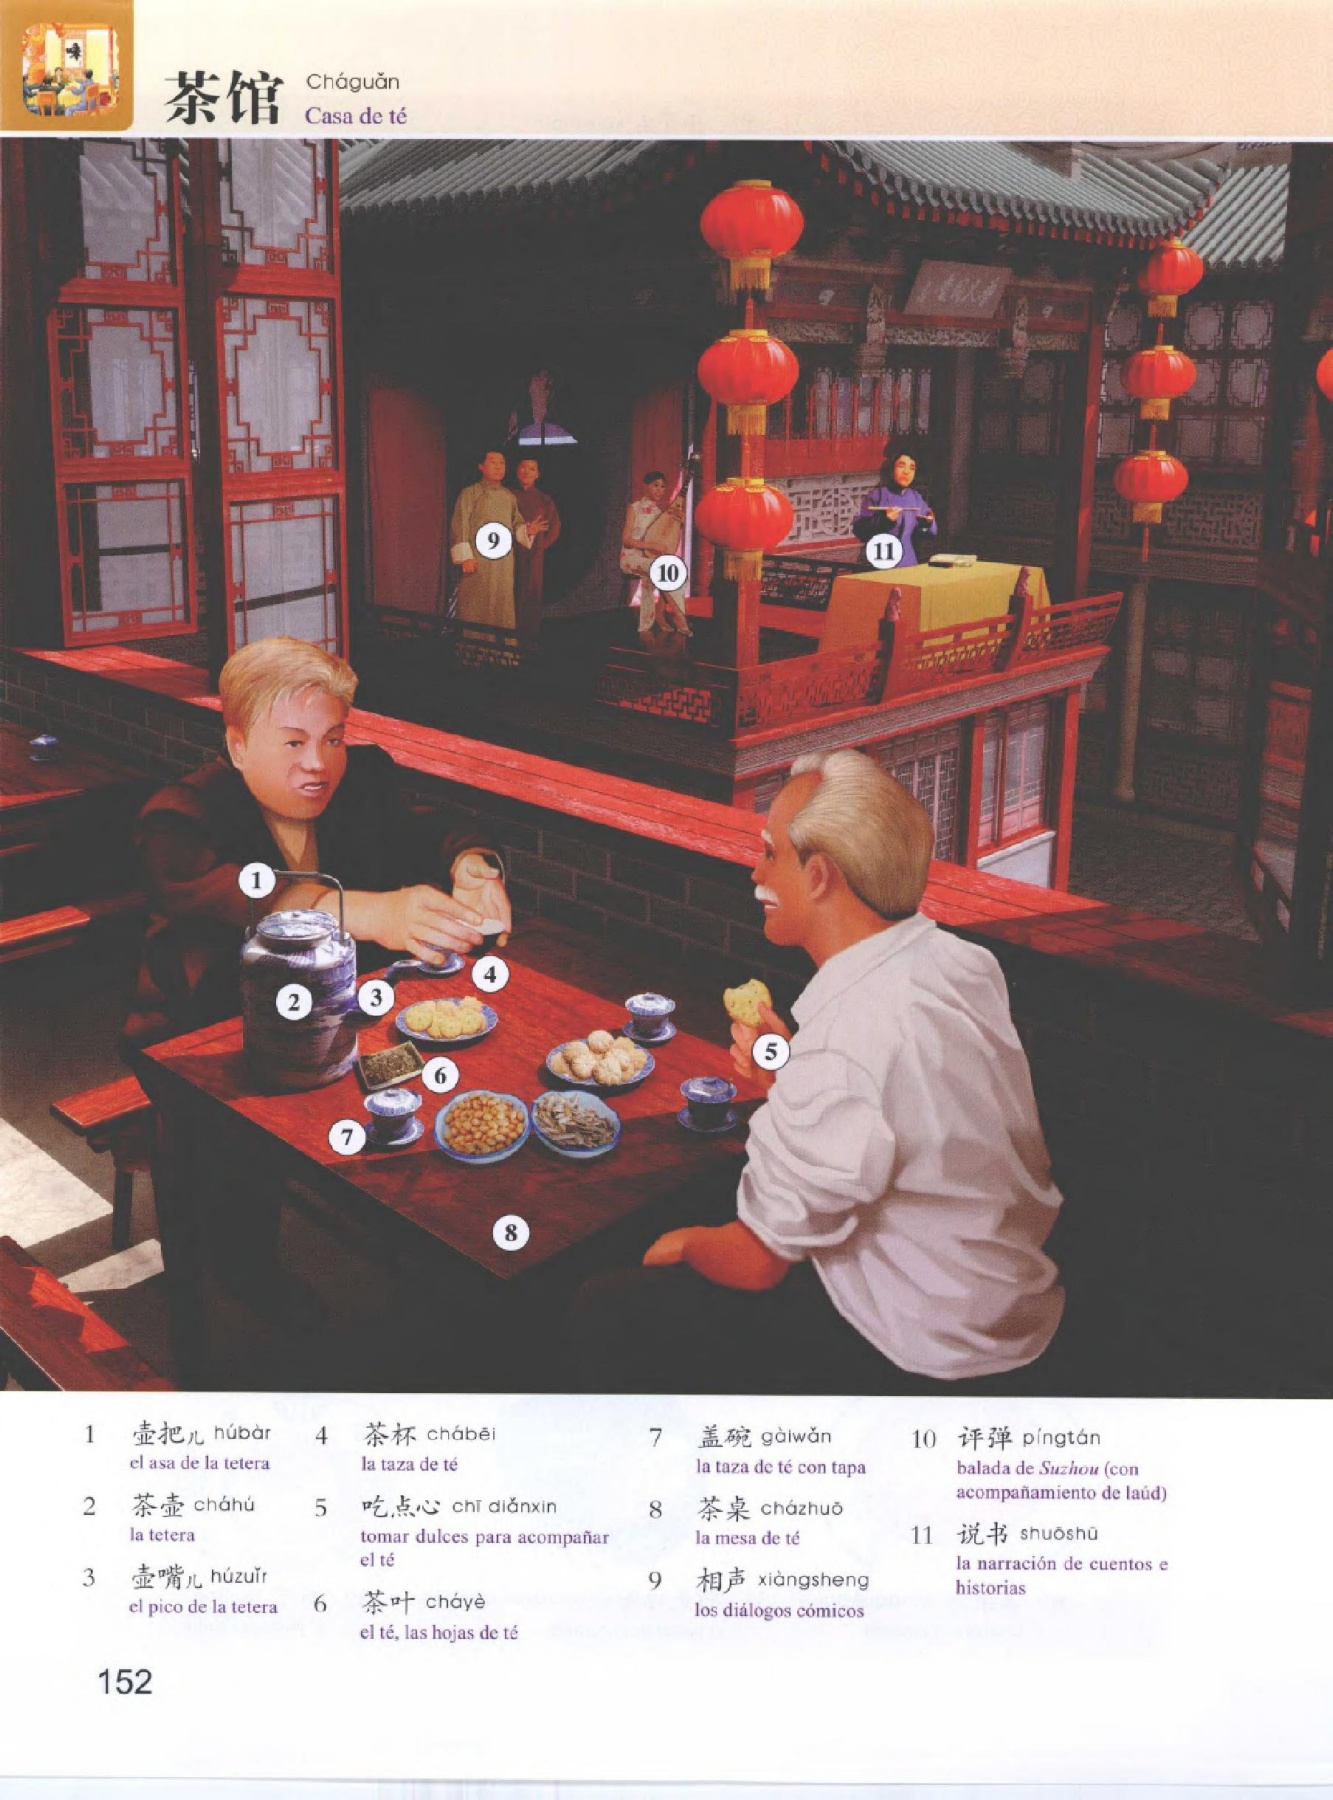 茶馆 Cháguǎn
Casa de té
9
10
11
1
2
3
4
5
6
7
8
1 壶把儿 húbàr
el asa de la tetera
2 茶壶 cháhú
la tetera
3 壶嘴儿 húzuǐr
el pico de la tetera
4 茶杯 chábēi
la taza de té
5 吃点心 chī diǎnxin
tomar dulces para acompañar
el té
6 茶叶 cháyè
el té, las hojas de té
7 盖碗 gàiwǎn
la taza de té con tapa
8 茶桌 cházhuō
la mesa de té
9 相声 xiàngsheng
los diálogos cómicos
10 评弹 píngtán
balada de Suzhou (con
acompañamiento de laúd)
11 说书 shuōshū
la narración de cuentos e
historias
152